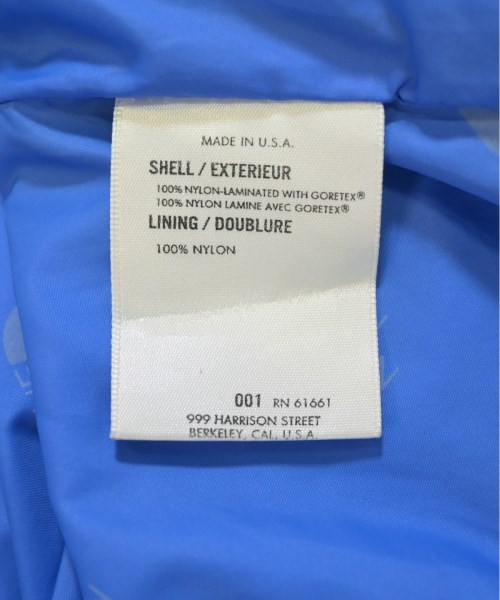 MADE IN U.S.A.
SHELL / EXTERIEUR
100% NYLON-LAMINATED WITH GORETEX®
100% NYLON LAMINE AVEC GORETEX®
LINING / DOUBLURE
100% NYLON
001 RN 61661
999 HARRISON STREET
BERKELEY, CAL, U.S.A.